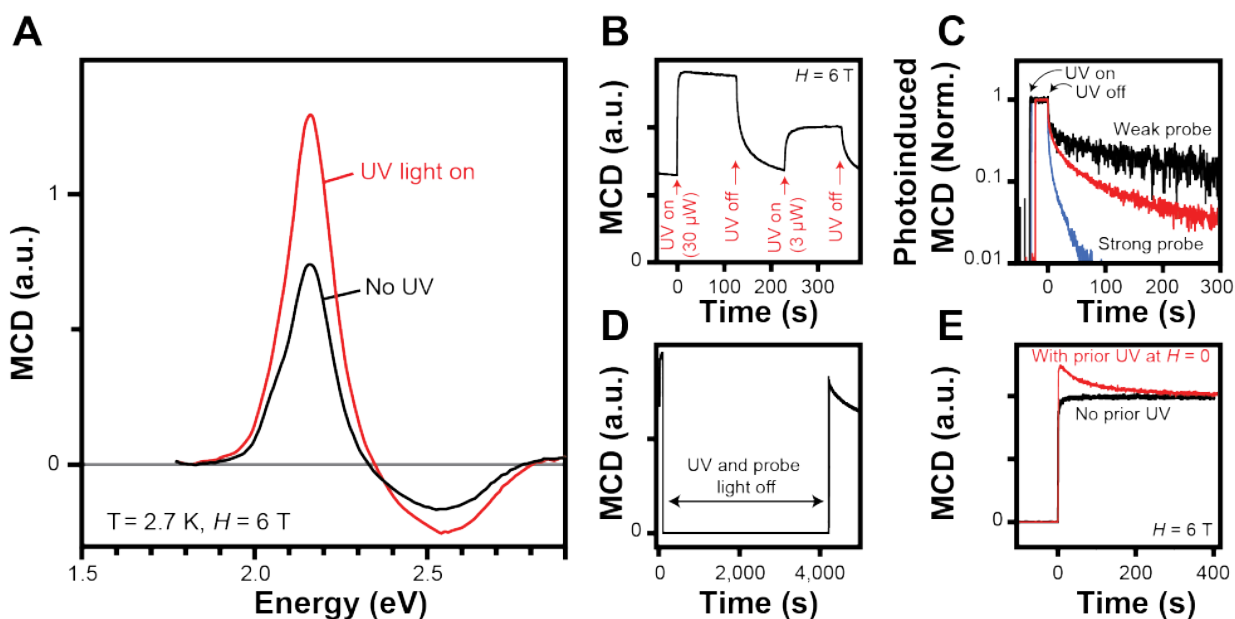 A
MCD (a.u.)
1
0
UV light on
No UV
T = 2.7 K, H = 6 T
1.5
2.0
2.5
Energy (eV)
B
MCD (a.u.)
0
H = 6 T
UV on
(30 μW)
UV off
UV on
(3 μW)
UV off
0
100
200
300
Time (s)
C
Photoinduced
MCD (Norm.)
1
0.1
0.01
UV on
UV off
Weak probe
Strong probe
0
100
200
300
Time (s)
D
MCD (a.u.)
0
UV and probe
light off
0
2,000
4,000
Time (s)
E
MCD (a.u.)
0
With prior UV at H = 0
No prior UV
H = 6 T
0
200
400
Time (s)